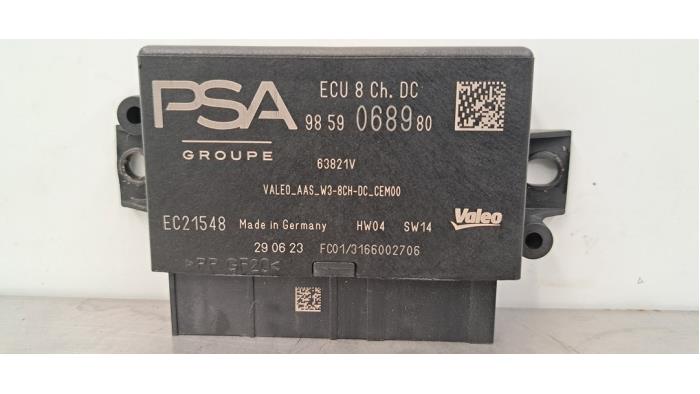 PSA
GROUPE
ECU 8 Ch. DC
98 59 0689 80
63821V
VALEO_AAS_W3-8CH-DC_CEM00
EC21548 Made in Germany HW04 SW14 Valeo
29 06 23 FC01/3166002706
>PP GF20<